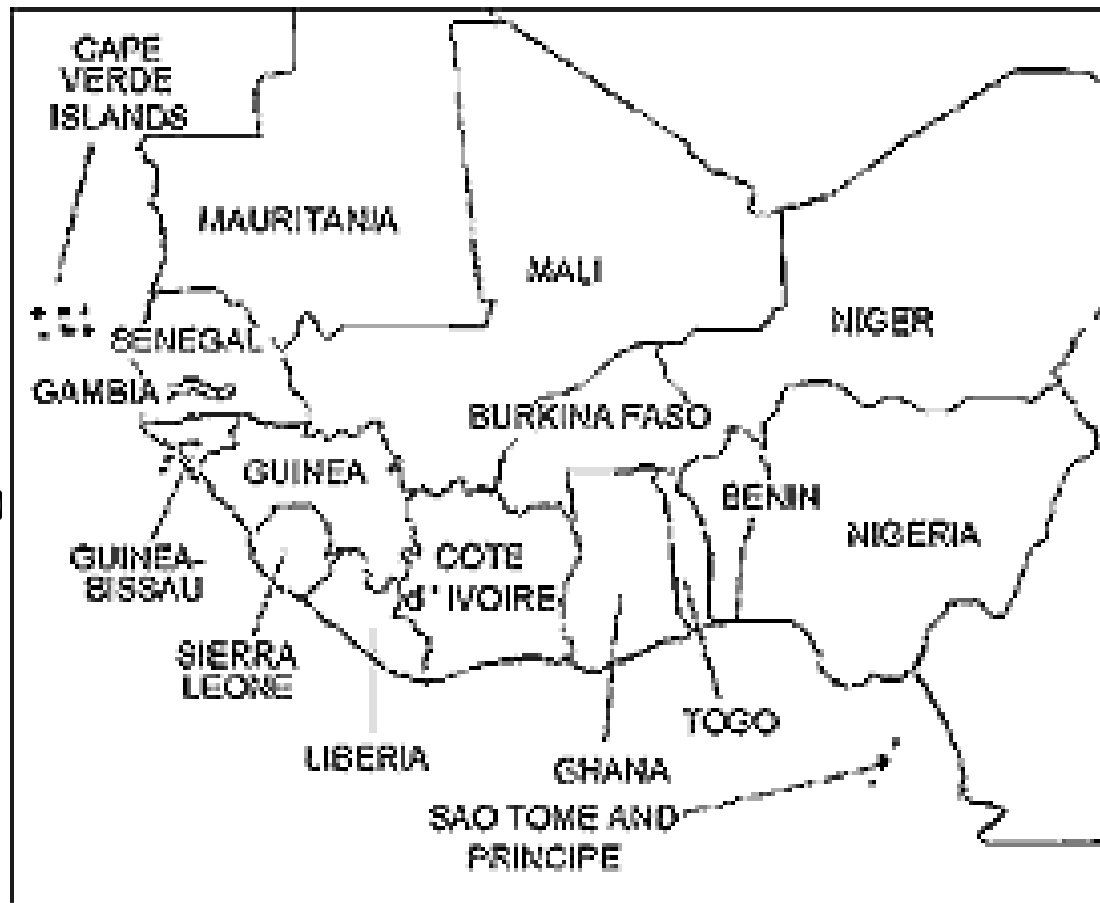 CAPE
VERDE
ISLANDS
MAURITANIA
MALI
NIGER
SENEGAL
GAMBIA
BURKINA FASO
GUINEA
BENIN
NIGERIA
GUINEA-
BISSAU
COTE
d'IVOIRE
SIERRA
LEONE
TOGO
LIBERIA
GHANA
SAO TOME AND
PRINCIPE